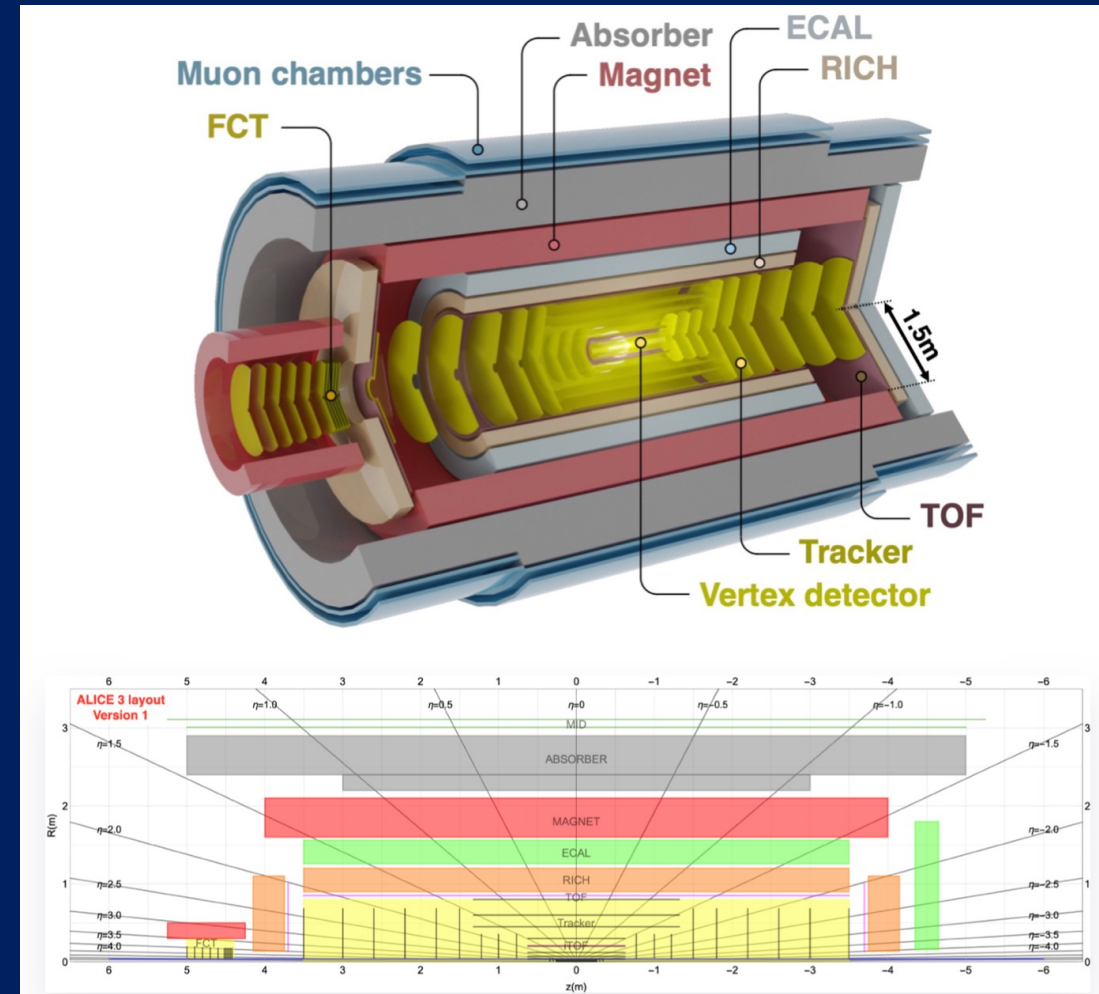 Absorber
ECAL
Muon chambers
Magnet
RICH
FCT
1.5m
TOF
Tracker
Vertex detector
6 5 4 3 2 1 0 −1 −2 −3 −4 −5 −6
ALICE 3 layout
Version 1
η=1.0 η=0.5 η=0 η=−0.5 η=−1.0
MID
3 3
η=1.5 η=−1.5
ABSORBER
2 2
R(m)
MAGNET
η=2.0 η=−2.0
ECAL
RICH
1 η=2.5 η=−2.5 1
TOF
η=3.0 η=−3.0
Tracker
η=3.5 η=−3.5
FCT
iTOF
η=4.0 η=−4.0
0 0
6 5 4 3 2 1 0 −1 −2 −3 −4 −5 −6
z(m)